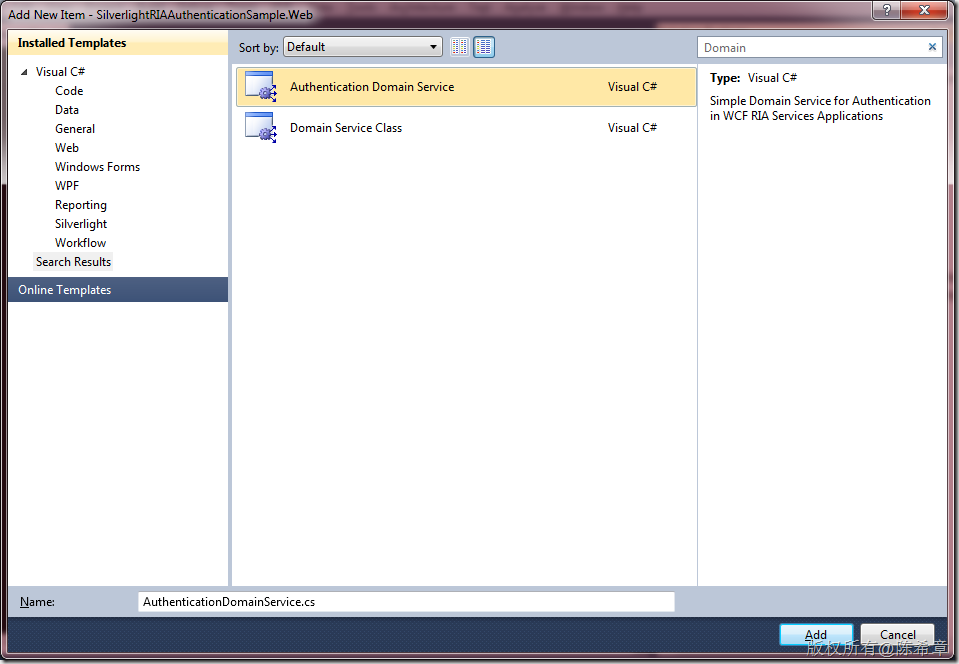 Add New Item - SilverlightRIAAuthenticationSample.Web
Installed Templates
Sort by: Default
Domain
Visual C#
Code
Data
General
Web
Windows Forms
WPF
Reporting
Silverlight
Workflow
Search Results
Online Templates
Authentication Domain Service Visual C#
Domain Service Class Visual C#
Type: Visual C#
Simple Domain Service for Authentication
in WCF RIA Services Applications
Name: AuthenticationDomainService.cs
Add Cancel
版权所有@陈希章